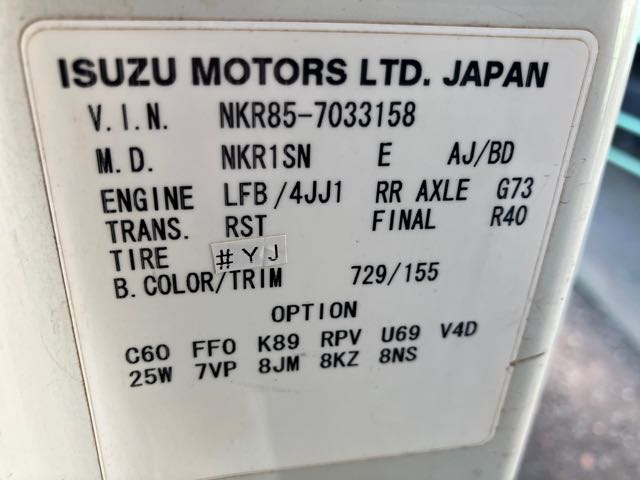 ISUZU MOTORS LTD. JAPAN
V.I.N. NKR85-7033158
M.D. NKR1SN E AJ/BD
ENGINE LFB/4JJ1 RR AXLE G73
TRANS. RST FINAL R40
TIRE #YJ
B.COLOR/TRIM 729/155
OPTION
C60 FF0 K89 RPV U69 V4D
25W 7VP 8JM 8KZ 8NS